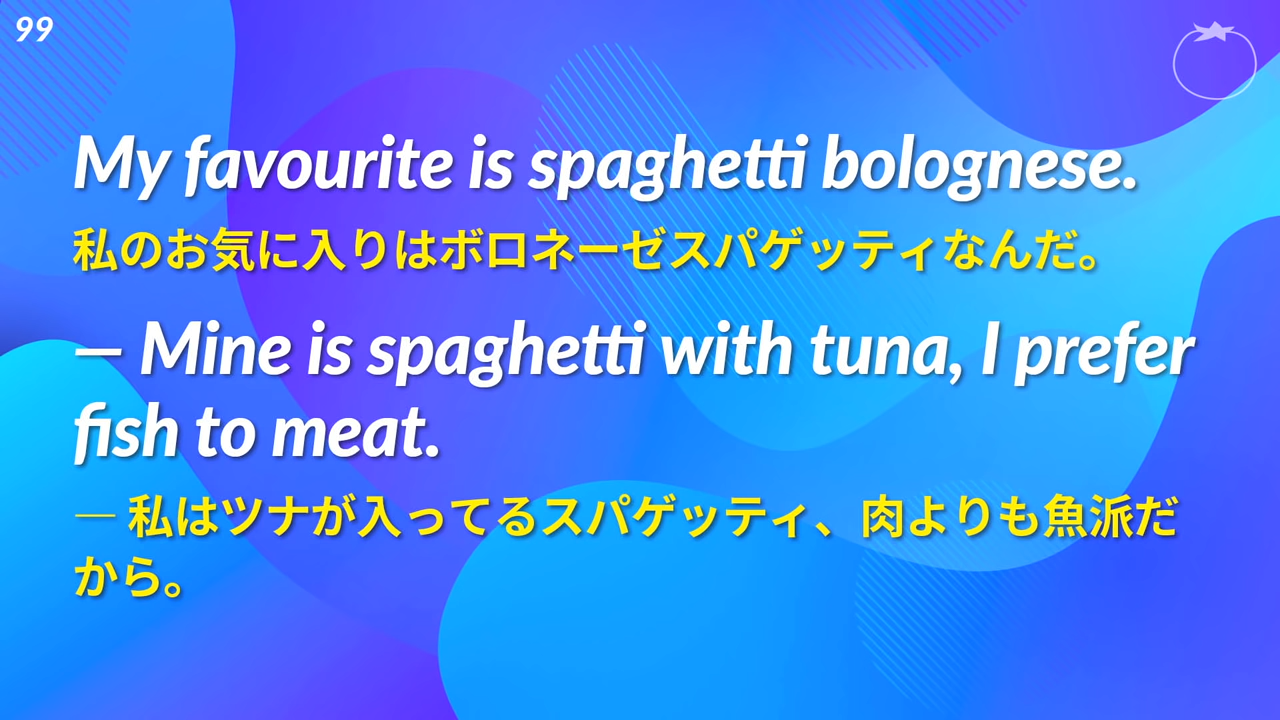 99
My favourite is spaghetti bolognese.
私のお気に入りはボロネーゼスパゲッティなんだ。
— Mine is spaghetti with tuna, I prefer
fish to meat.
— 私はツナが入ってるスパゲッティ、肉よりも魚派だ
から。